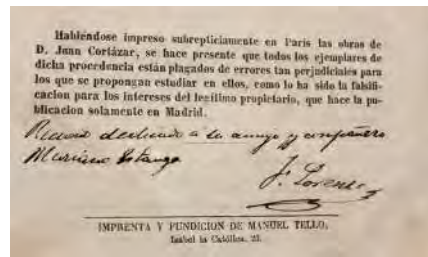 Habléndose impreso subrepticiamente en París las obras de
D. Juan Cortázar, se hace presente que todos los ejemplares de
dicha procedencia están plagados de errores tan perjudiciales para
los que se propongan estudiar en ellos, como lo ha sido la falsifi-
cacion para los intereses del legítimo propietario, que hace la pu-
blicacion solamente en Madrid.
dedicado a su amigo y compañero
Mariano
J. Lorenzo
IMPRENTA Y FUNDICION DE MANUEL TELLO,
Isabel la Católica, 23.